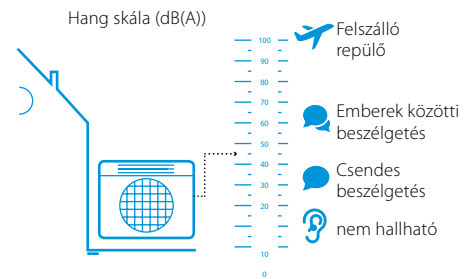 Hang skála (dB(A))
100
90
80
70
60
50
40
30
20
10
0
Felszálló
repülő
Emberek közötti
beszélgetés
Csendes
beszélgetés
nem hallható